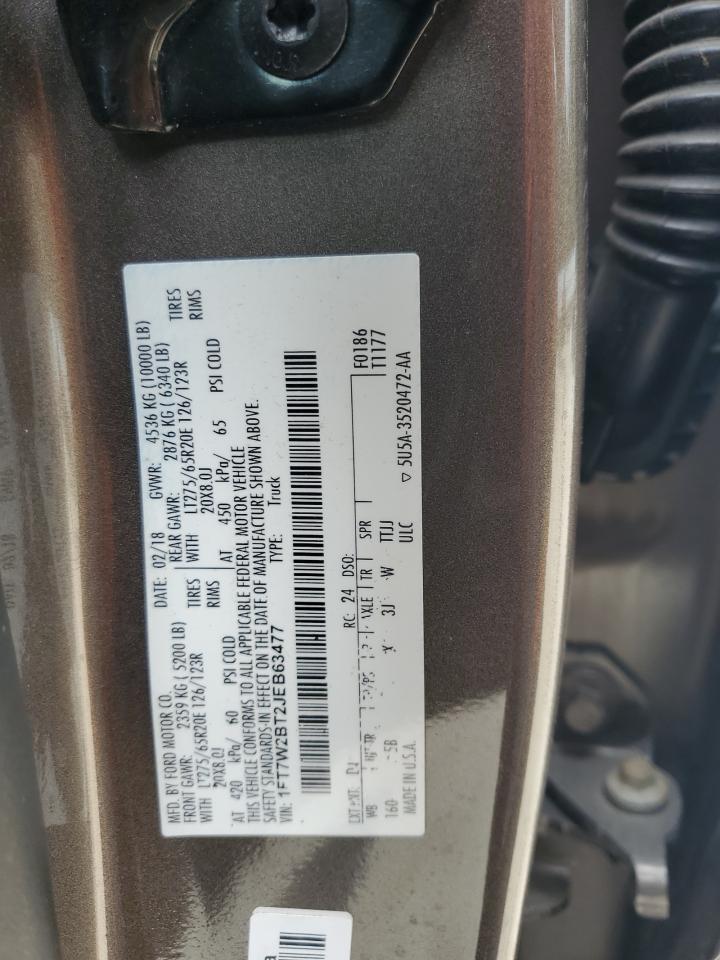 MFD. BY FORD MOTOR CO.
DATE: 02/18 GVWR: 4536 KG (10000 LB)
FRONT GAWR: 2359 KG ( 5200 LB) REAR GAWR: 2876 KG ( 6340 LB)
WITH LT275/65R20E 126/123R TIRES WITH LT275/65R20E 126/123R TIRES
20X8.0J RIMS 20X8.0J RIMS
AT 420 kPa/ 60 PSI COLD AT 450 kPa/ 65 PSI COLD
THIS VEHICLE CONFORMS TO ALL APPLICABLE FEDERAL MOTOR VEHICLE
SAFETY STANDARDS IN EFFECT ON THE DATE OF MANUFACTURE SHOWN ABOVE.
VIN: 1FT7W2BT2JEB63477 TYPE: Truck
F0186
T1177
RC: 24 DSO:
WB TR SPR
160 3J W TTJJ
MADE IN U.S.A. ULC
5U5A-3520472-AA